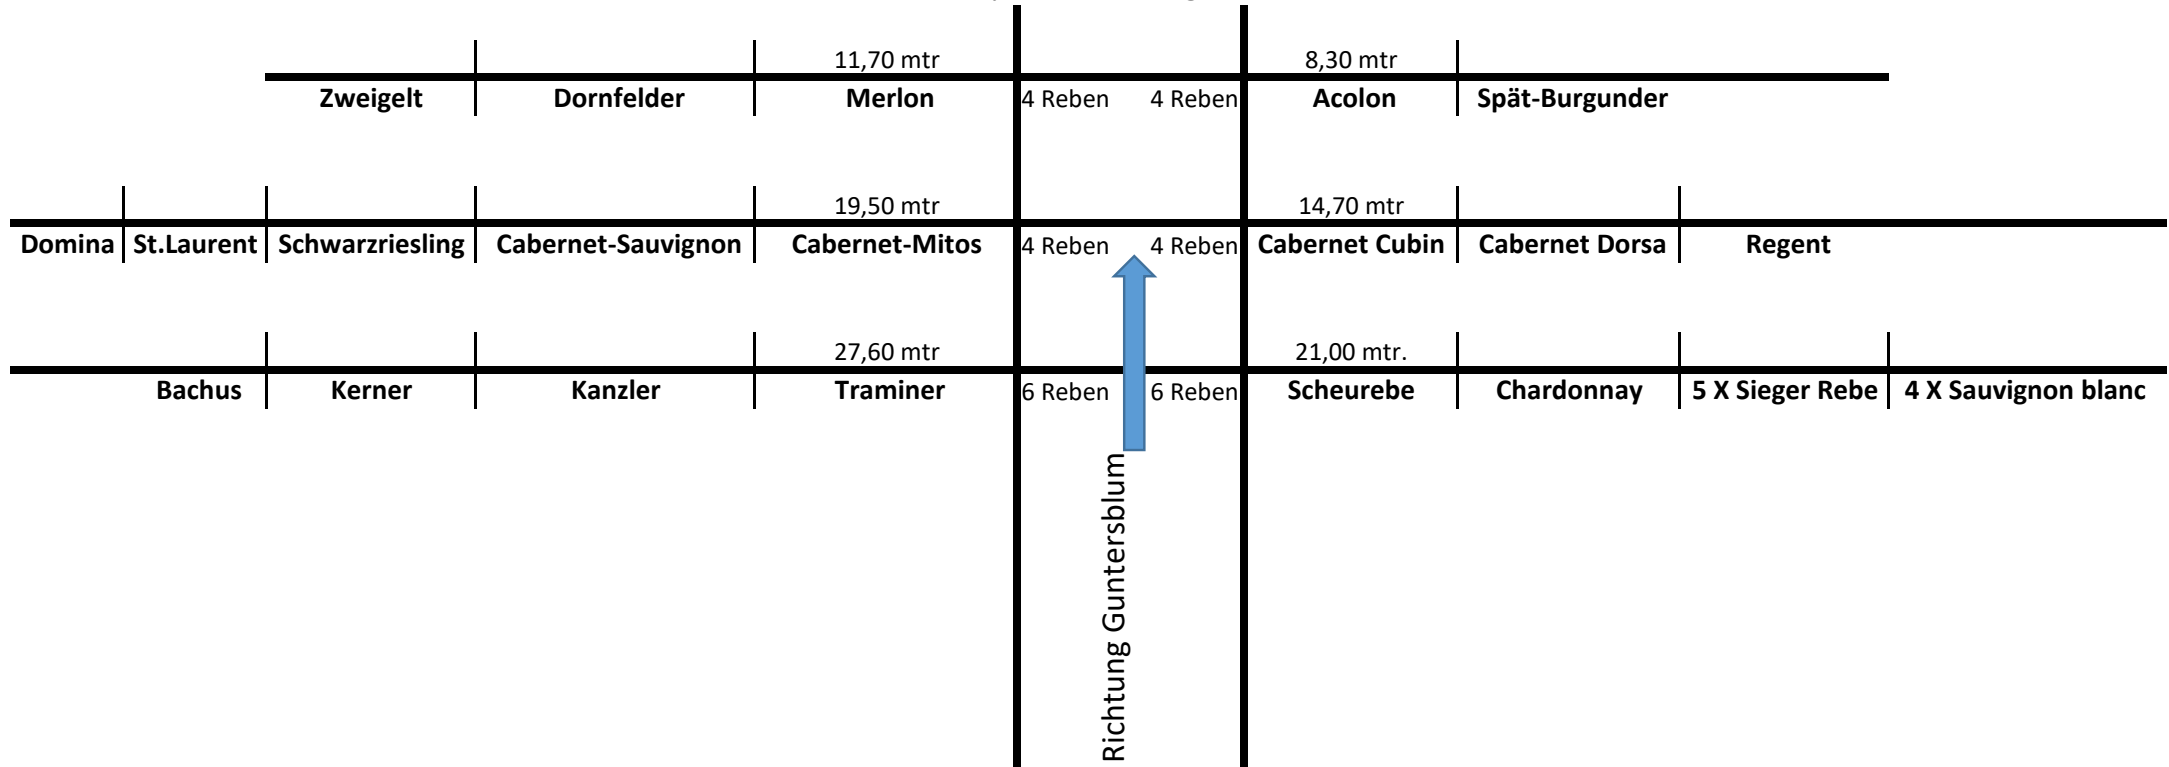 11,70 mtr 8,30 mtr
Zweigelt Dornfelder Merlon 4 Reben 4 Reben Acolon Spät-Burgunder
19,50 mtr 14,70 mtr
Domina St.Laurent Schwarzriesling Cabernet-Sauvignon Cabernet-Mitos 4 Reben 4 Reben Cabernet Cubin Cabernet Dorsa Regent
27,60 mtr 21,00 mtr.
Bachus Kerner Kanzler Traminer 6 Reben 6 Reben Scheurebe Chardonnay 5 X Sieger Rebe 4 X Sauvignon blanc
Richtung Guntersblum